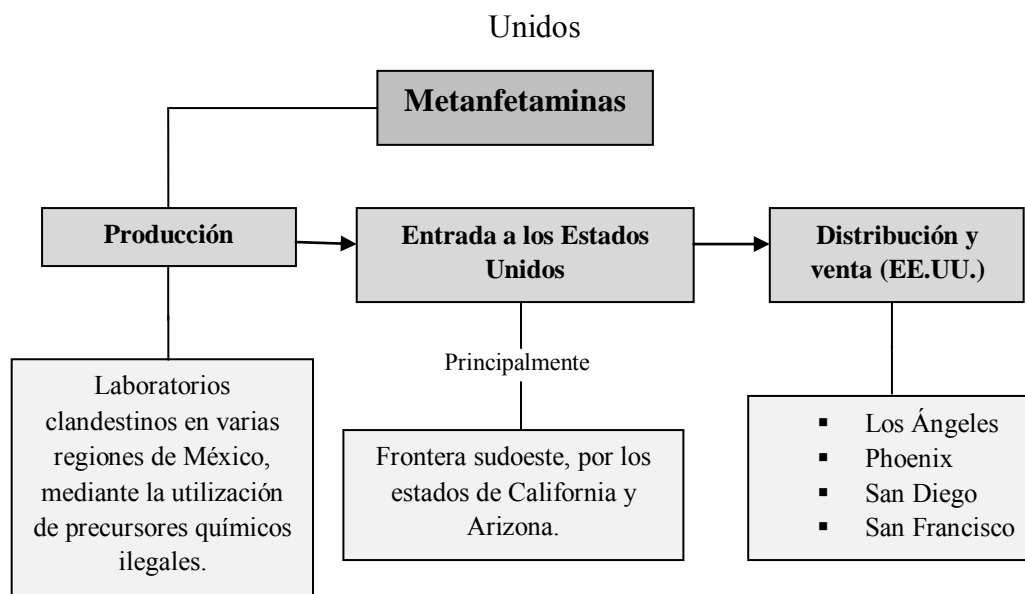 Unidos
Metanfetaminas
Producción
Entrada a los Estados
Unidos
Distribución y
venta (EE.UU.)
Principalmente
Laboratorios
clandestinos en varias
regiones de México,
mediante la utilización
de precursores químicos
ilegales.
Frontera sudoeste, por los
estados de California y
Arizona.
▪ Los Ángeles
▪ Phoenix
▪ San Diego
▪ San Francisco